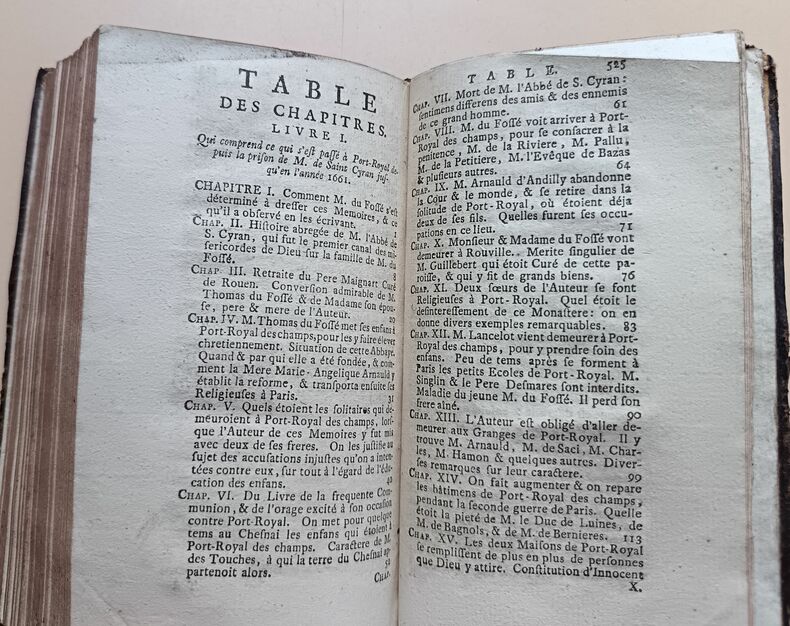 TABLE
DES CHAPITRES.
LIVRE I.
Qui comprend ce qui s'est passé à Port-Royal de-
puis la prison de M. de Saint Cyran jus-
qu'en l'année 1661.
CHAPITRE I. Comment M. du Fossé s'est
déterminé à dresser ces Memoires, & ce
qu'il a observé en les écrivant. 1
CHAP. II. Histoire abregée de M. l'Abbé de
S. Cyran, qui fut le premier canal des mi-
sericordes de Dieu sur la famille de M. du
Fossé. 8
CHAP. III. Retraite du Pere Maignart Curé
de Rouen. Conversion admirable de M.
Thomas du Fossé & de Madame son épou-
se, pere & mere de l'Auteur. 20
CHAP. IV. M. Thomas du Fossé met ses enfans à
Port-Royal des champs, pour les y faire élever
chretiennement. Situation de cette Abbaye.
Quand & par qui elle a été fondée, & com-
ment la Mere Marie-Angelique Arnauld y
établit la reforme, & transporta ensuite ses
Religieuses à Paris. 31
CHAP. V. Quels étoient les solitaires qui de-
meuroient à Port-Royal des champs, lors-
que l'Auteur de ces Memoires y fut mis
avec deux de ses freres. On les justifie au
sujet des accusations injustes qu'on a inten-
tées contre eux, sur tout à l'égard de l'édu-
cation des enfans. 40
CHAP. VI. Du Livre de la frequente Com-
munion, & de l'orage excité à son occasion
contre Port-Royal. On met pour quelque
tems au Chesnai les enfans qui étoient à
Port-Royal des champs. Caractere de M.
des Touches, à qui la terre du Chesnai ap-
partenoit alors. 52
CHAP.
TABLE. 525
CHAP. VII. Mort de M. l'Abbé de S. Cyran:
sentimens differens des amis & des ennemis
de ce grand homme. 61
CHAP. VIII. M. du Fossé voit arriver à Port-
Royal des champs, pour se consacrer à la
penitence, M. de la Riviere, M. Pallu,
M. de la Petitiere, M. l'Evêque de Bazas
& plusieurs autres. 64
CHAP. IX. M. Arnauld d'Andilly abandonne
la Cour & le monde, & se retire dans la
solitude de Port-Royal, où étoient déja
deux de ses fils. Quelles furent ses occu-
pations en ce lieu. 71
CHAP. X. Monsieur & Madame du Fossé vont
demeurer à Rouville.. Merite singulier de
M. Guillebert qui étoit Curé de cette pa-
roisse, & qui y fit de grands biens. 76
CHAP. XI. Deux sœurs de l'Auteur se font
Religieuses à Port-Royal. Quel étoit le
desinteressement de ce Monastere: on en
donne divers exemples remarquables. 83
CHAP. XII. M. Lancelot vient demeurer à Port-
Royal des champs, pour y prendre soin des
enfans. Peu de tems après se forment à
Paris les petits Ecoles de Port-Royal. M.
Singlin & le Pere Desmares sont interdits.
Maladie du jeune M. du Fossé. Il perd son
frere aîné. 90
CHAP. XIII. L'Auteur est obligé d'aller de-
meurer aux Granges de Port-Royal. Il y
trouve M. Arnauld, M. de Saci, M. Char-
les, M. Hamon & quelques autres. Diver-
ses remarques sur leur caractere. 99
CHAP. XIV. On fait augmenter & on repare
les bâtimens de Port-Royal des champs,
pendant la seconde guerre de Paris. Quelle
étoit la pieté de M. le Duc de Luines, de
M. de Bagnols, & de M. de Bernieres. 113
CHAP. XV. Les deux Maisons de Port-Royal
se remplissent de plus en plus de personnes
que Dieu y attire. Constitution d'Innocent
X.